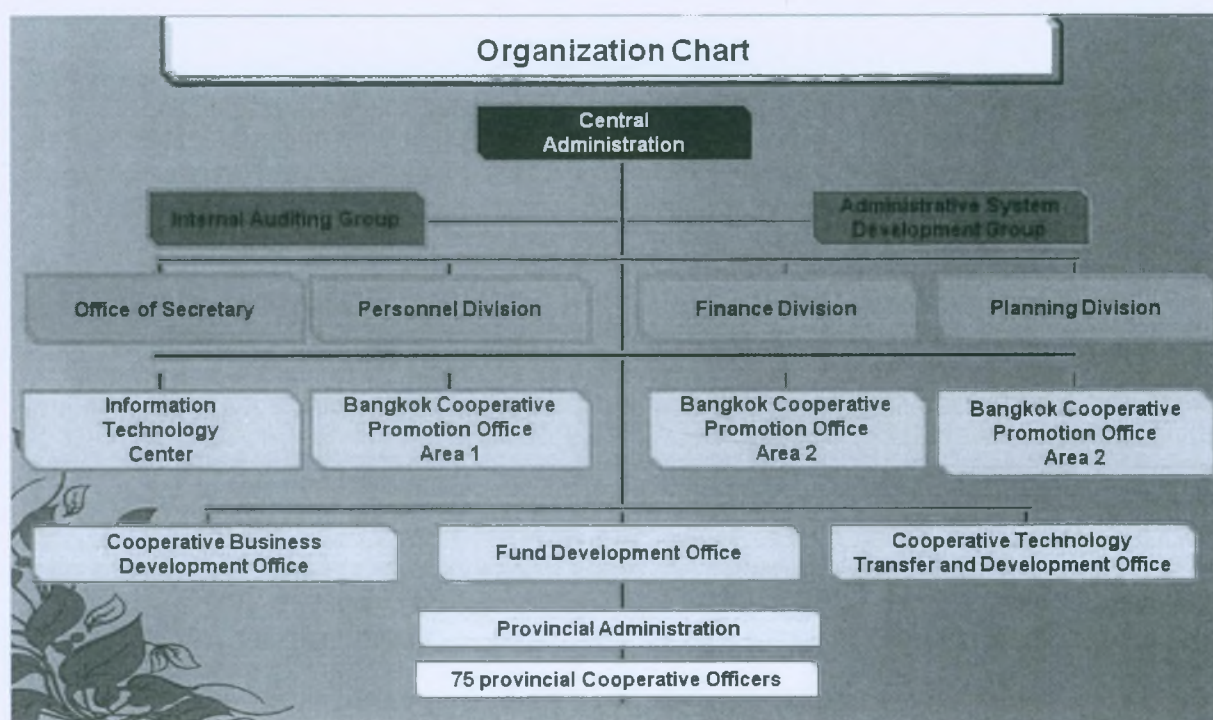 Organization Chart
Central
Administration
Internal Auditing Group
Administrative System
Development Group
Office of Secretary
Personnel Division
Finance Division
Planning Division
Information
Technology
Center
Bangkok Cooperative
Promotion Office
Area 1
Bangkok Cooperative
Promotion Office
Area 2
Bangkok Cooperative
Promotion Office
Area 2
Cooperative Business
Development Office
Fund Development Office
Cooperative Technology
Transfer and Development Office
Provincial Administration
75 provincial Cooperative Officers